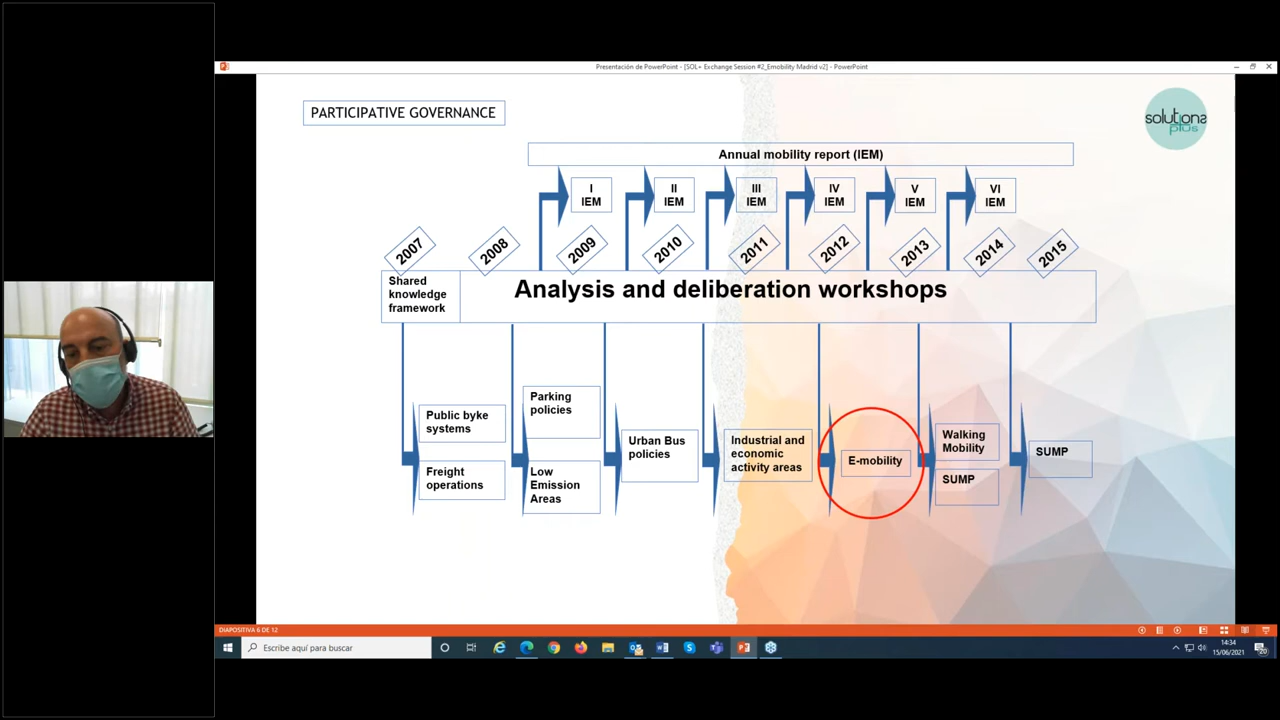 Presentación de PowerPoint - [SOL+ Exchange Session #2_Emobility Madrid v2] - PowerPoint
PARTICIPATIVE GOVERNANCE
solutions
plus
Annual mobility report (IEM)
I
IEM
II
IEM
III
IEM
IV
IEM
V
IEM
VI
IEM
2007
2008
2009
2010
2011
2012
2013
2014
2015
Shared
knowledge
framework
Analysis and deliberation workshops
Public byke
systems
Freight
operations
Parking
policies
Low
Emission
Areas
Urban Bus
policies
Industrial and
economic
activity areas
E-mobility
Walking
Mobility
SUMP
SUMP
DIAPOSITIVA 6 DE 12
Escribe aquí para buscar
14:34
15/06/2021
20